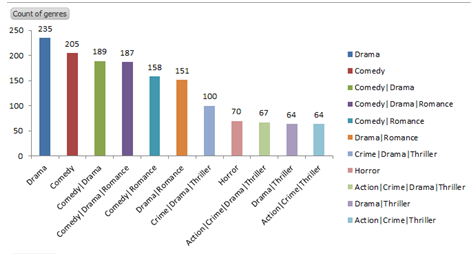 Count of genres
250
200
150
100
50
0
235
205
189
187
158
151
100
70
67
64
64
Drama
Comedy
Comedy|Drama
Comedy|Drama|Romance
Comedy|Romance
Drama|Romance
Crime|Drama|Thriller
Horror
Action|Crime|Drama|Thriller
Drama|Thriller
Action|Crime|Thriller
Drama
Comedy
Comedy|Drama
Comedy|Drama|Romance
Comedy|Romance
Drama|Romance
Crime|Drama|Thriller
Horror
Action|Crime|Drama|Thriller
Drama|Thriller
Action|Crime|Thriller